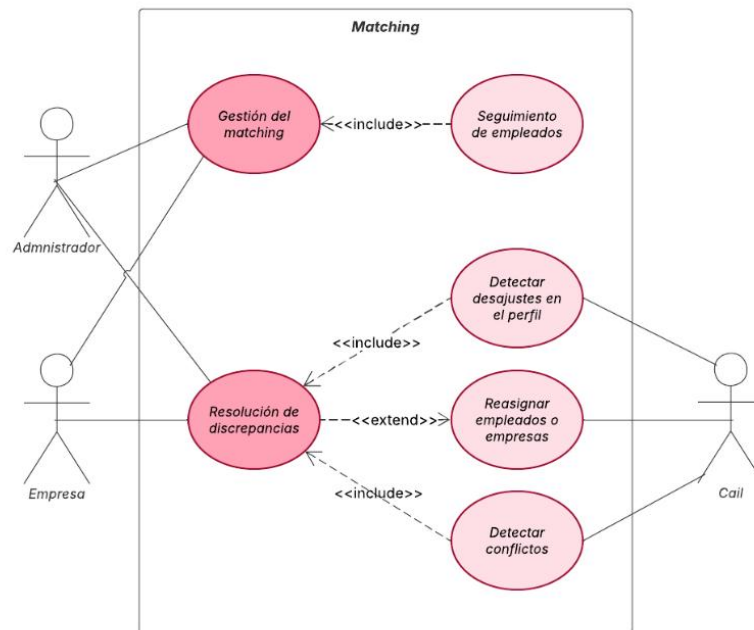 Matching
Gestión del
matching
<<include>>
Seguimiento
de empleados
Admnistrador
Detectar
desajustes en
el perfil
<<include>>
Resolución de
discrepancias
<<extend>>
Reasignar
empleados o
empresas
Empresa
Cail
<<include>>
Detectar
conflictos